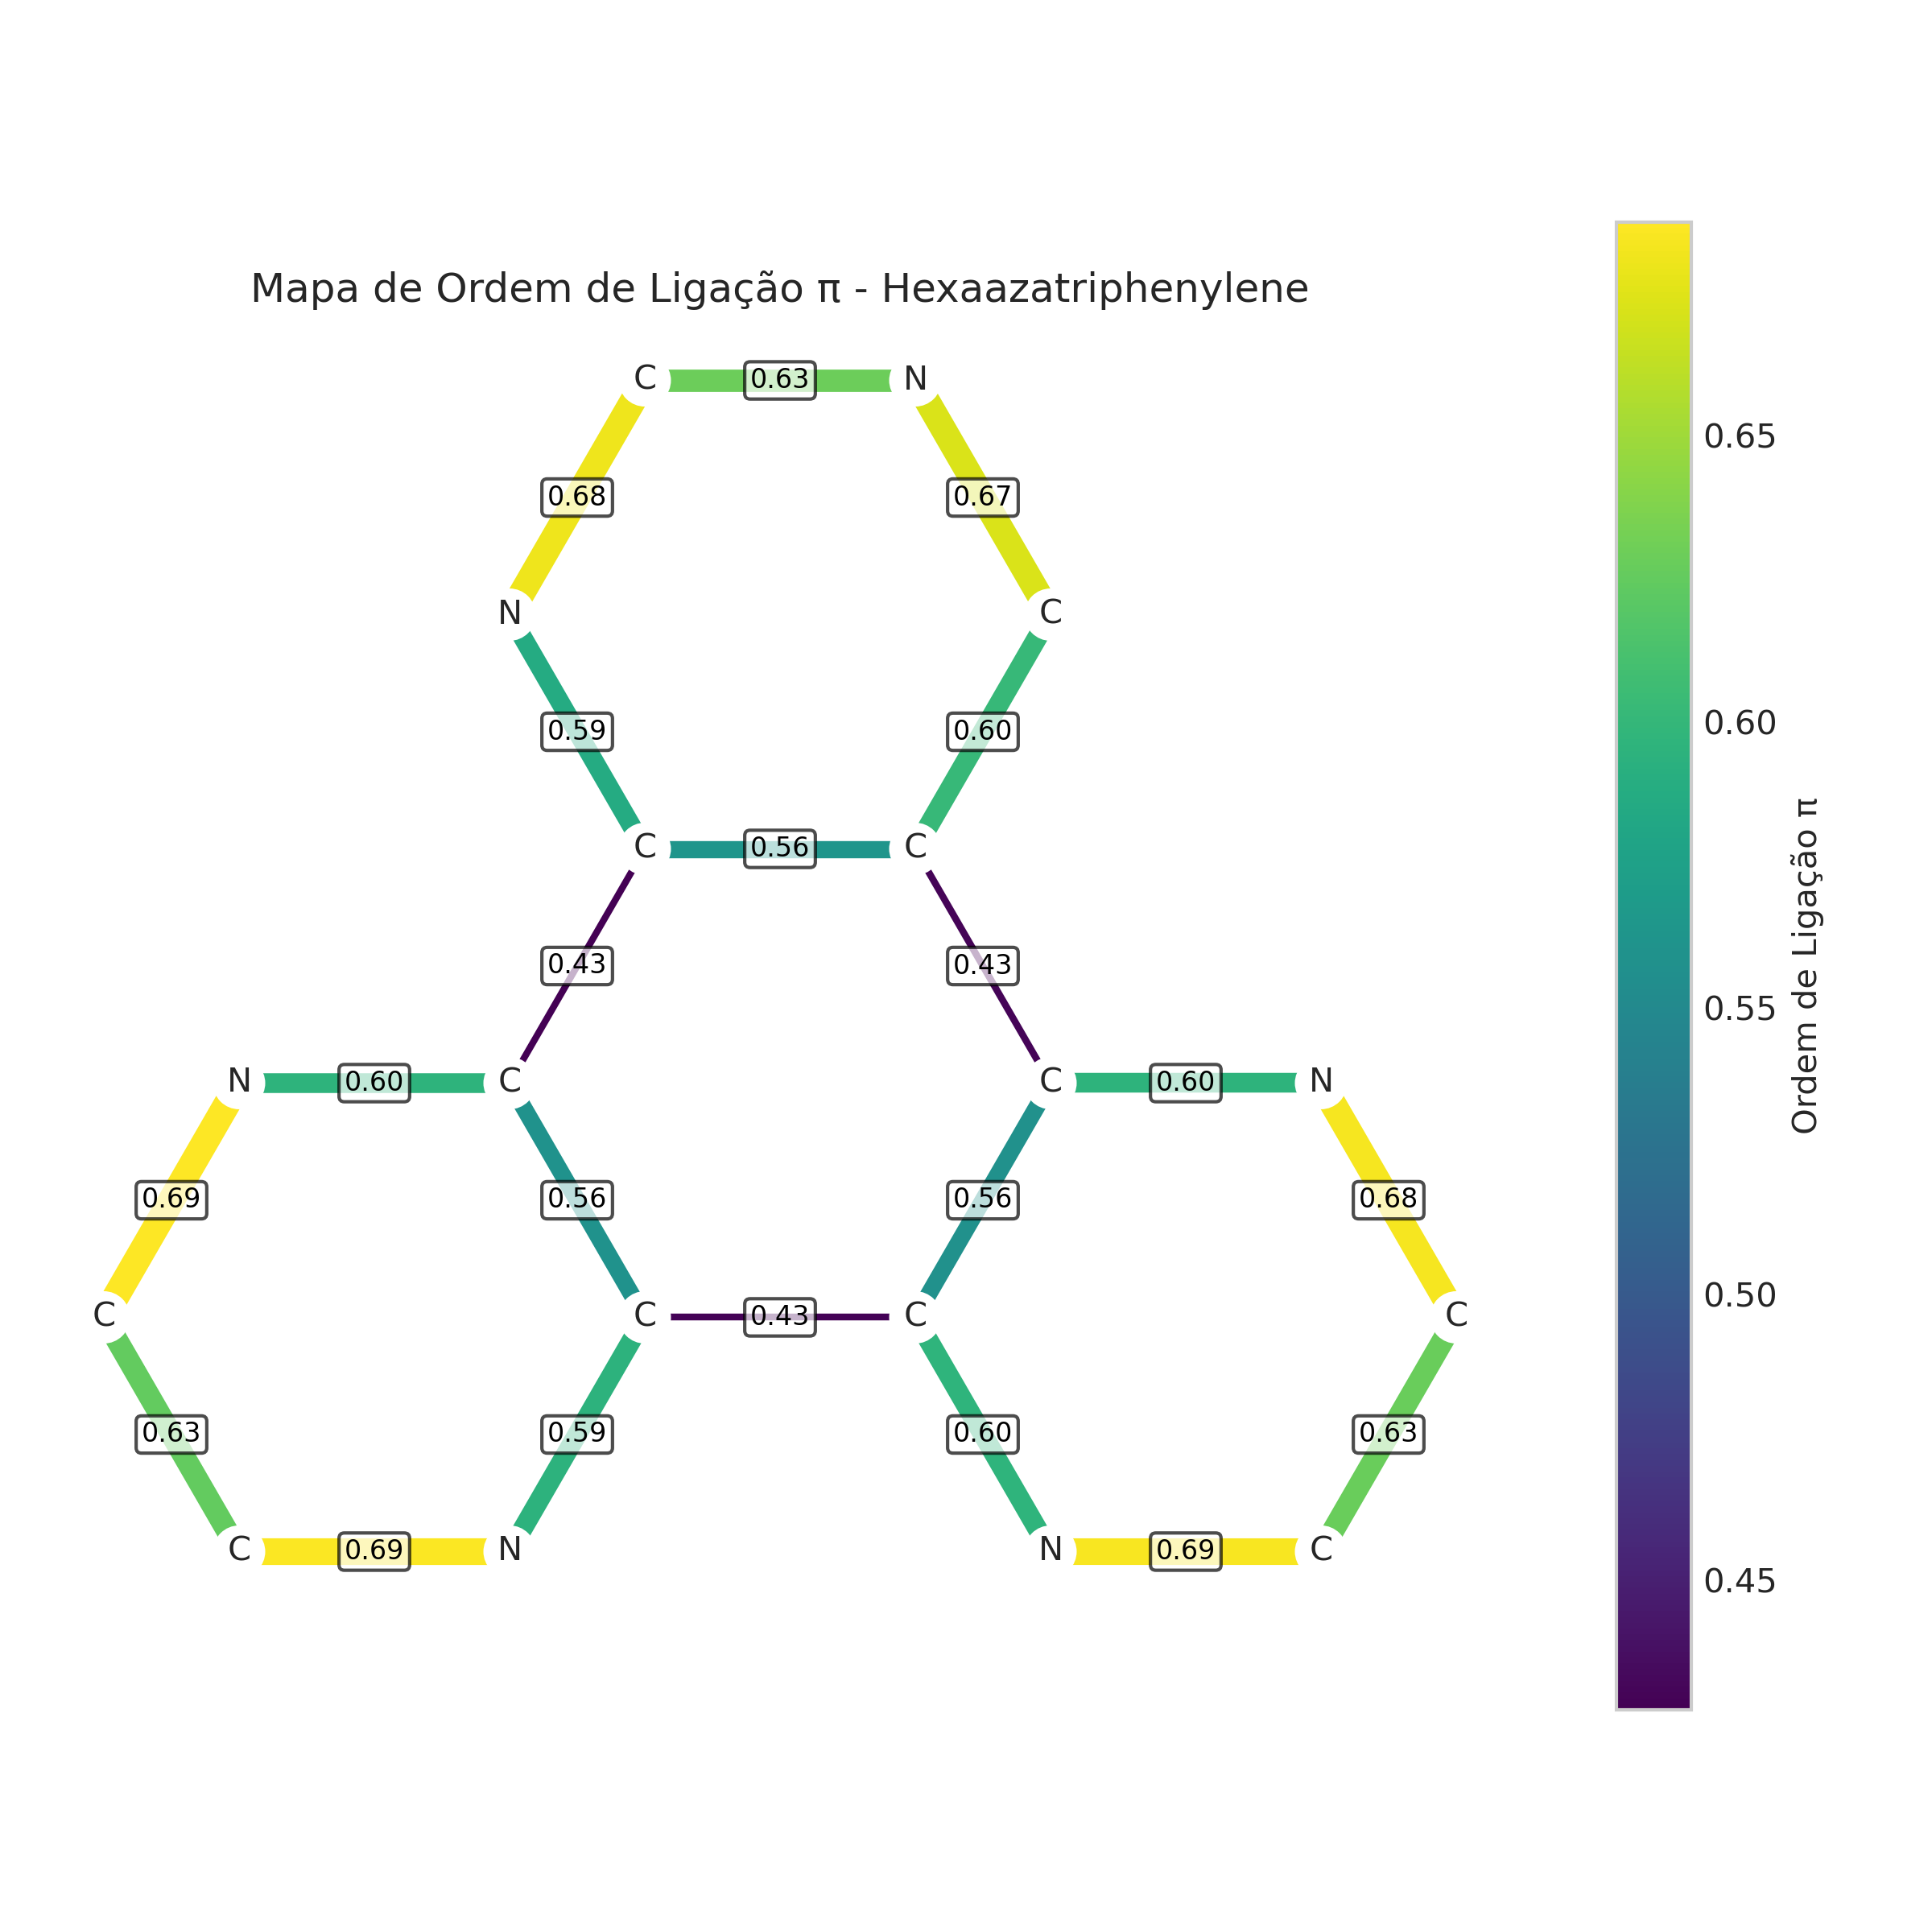 Mapa de Ordem de Ligação π - Hexaazatriphenylene
C 0.63 N
0.68 0.67
N C
0.59 0.60
C 0.56 C
0.43 0.43
N 0.60 C C 0.60 N
0.69 0.56 0.56 0.68
C C 0.43 C C
0.63 0.59 0.60 0.63
C 0.69 N N 0.69 C
0.65
0.60
0.55
0.50
0.45
Ordem de Ligação π